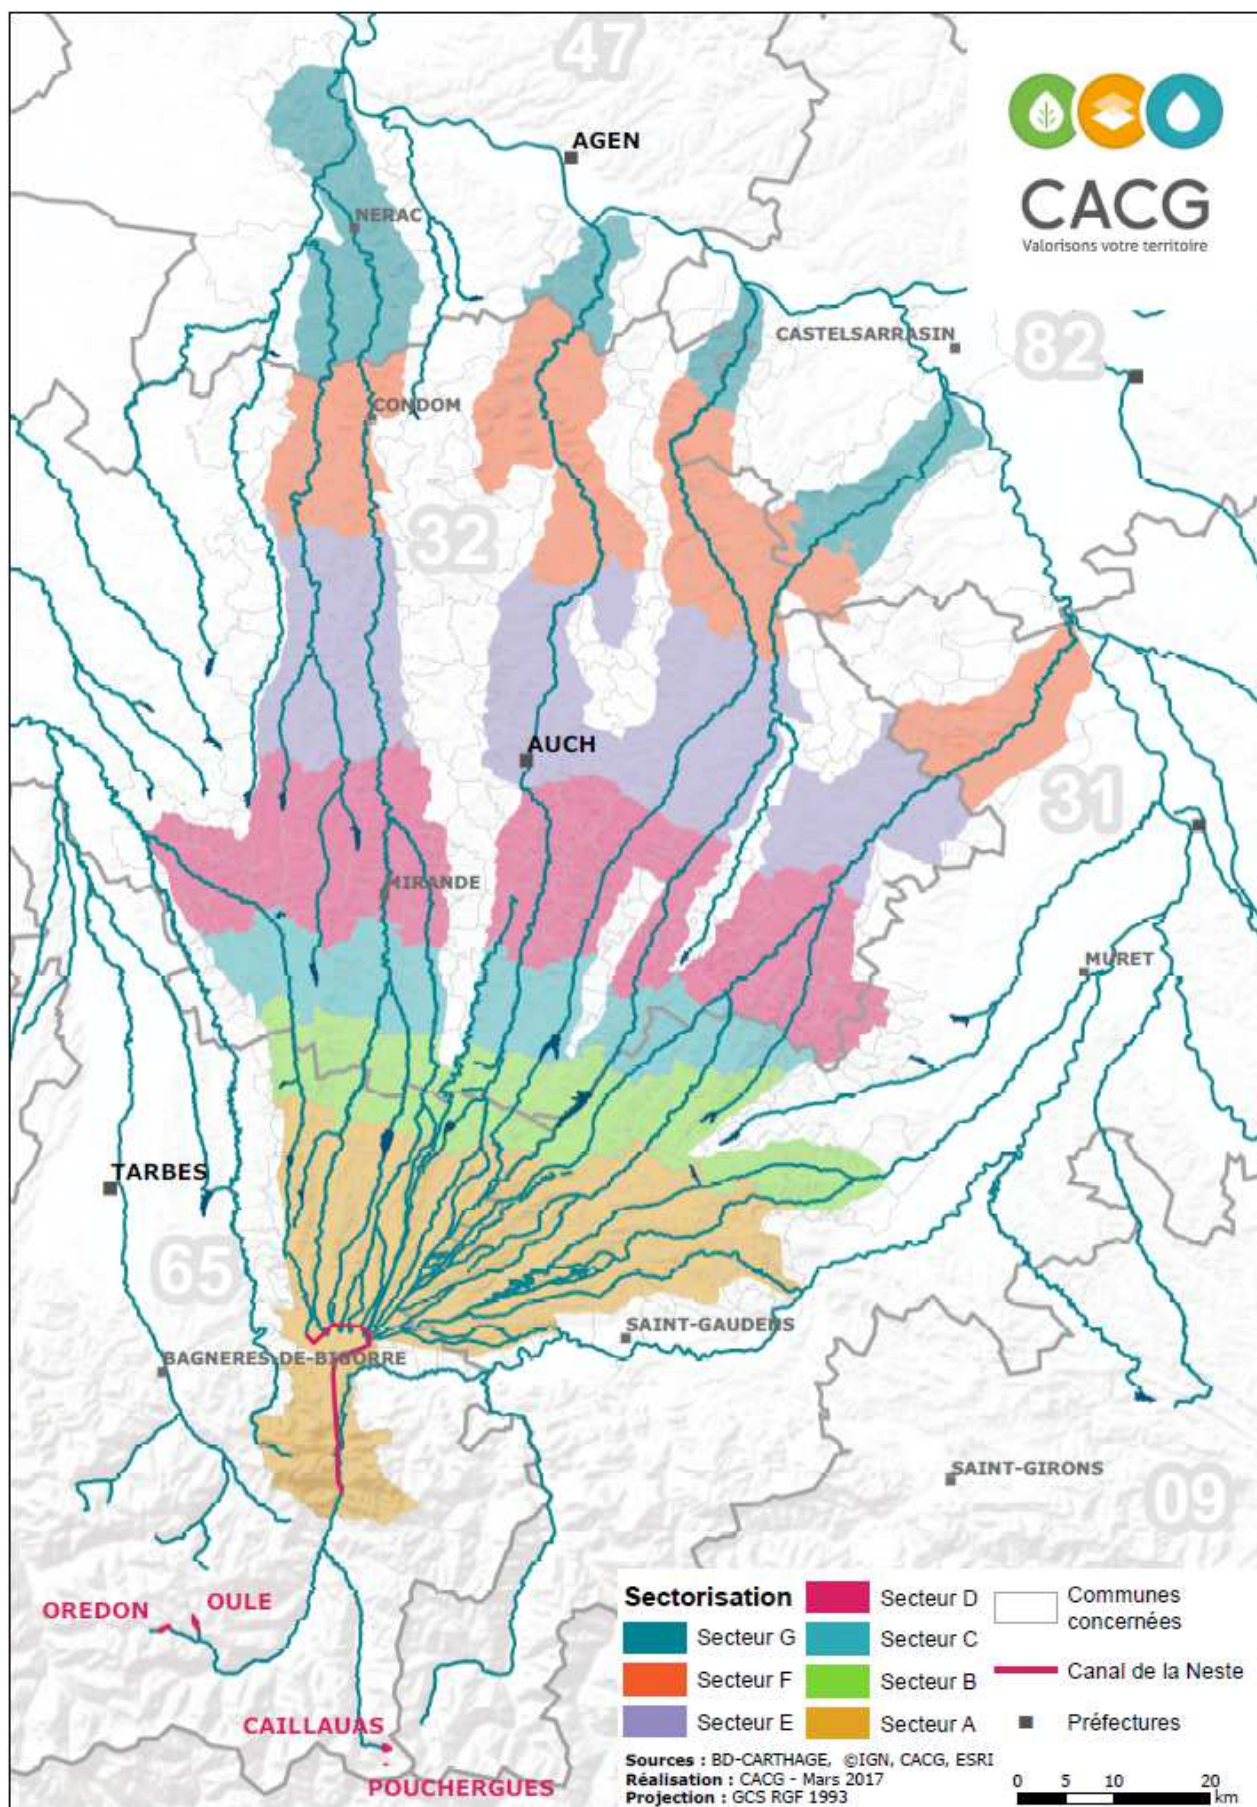 47
AGEN
CACG
Valorisons votre territoire
NERAC
CASTELSARRASIN
82
CONDOM
32
AUCH
31
MIRANDE
MURET
TARBES
65
SAINT-GAUDENS
BAGNERES-DE-BIGORRE
SAINT-GIRONS
09
OULE
OREDON
CAILLAUAS
POUCHERGUES
Sectorisation
Secteur G
Secteur F
Secteur E
Secteur D
Secteur C
Secteur B
Secteur A
Communes
concernées
Canal de la Neste
Préfectures
Sources : BD-CARTHAGE, ©IGN, CACG, ESRI
Réalisation : CACG - Mars 2017
Projection : GCS RGF 1993
0 5 10 20
km